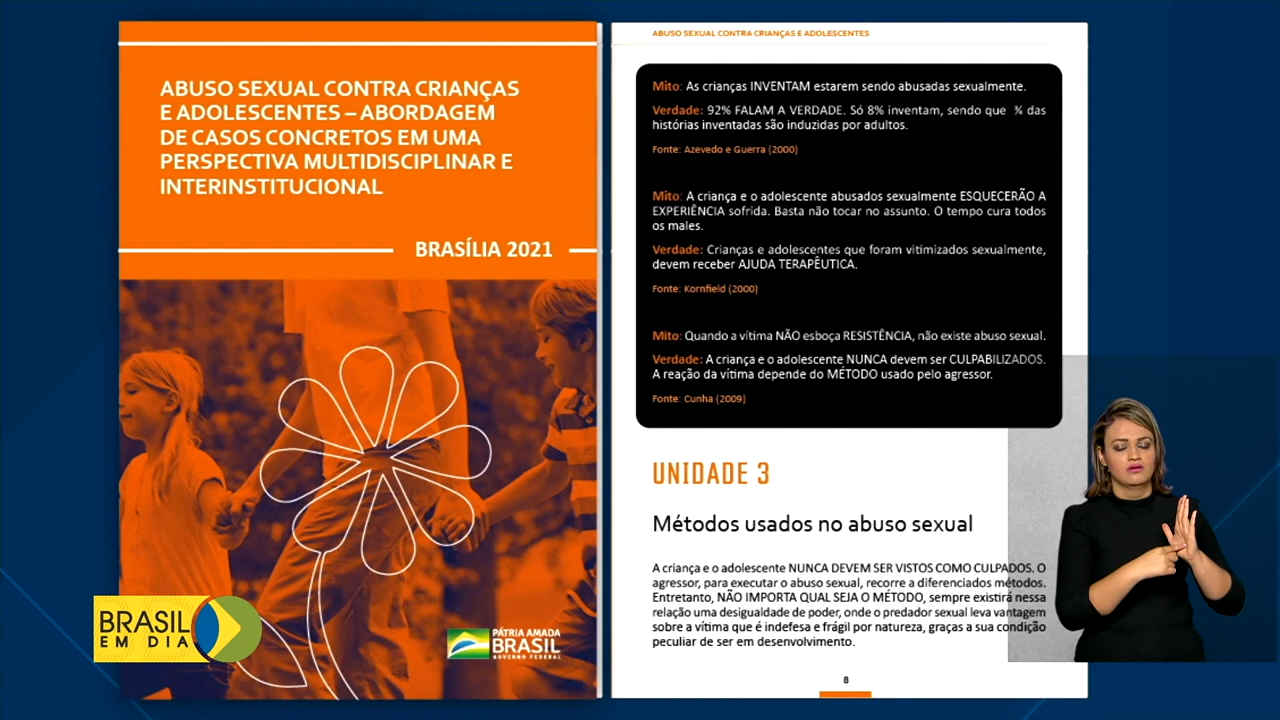 ABUSO SEXUAL CONTRA CRIANÇAS
E ADOLESCENTES – ABORDAGEM
DE CASOS CONCRETOS EM UMA
PERSPECTIVA MULTIDISCIPLINAR E
INTERINSTITUCIONAL
BRASÍLIA 2021
PÁTRIA AMADA
BRASIL
GOVERNO FEDERAL
BRASIL
EM DIA
ABUSO SEXUAL CONTRA CRIANÇAS E ADOLESCENTES
Mito: As crianças INVENTAM estarem sendo abusadas sexualmente.
Verdade: 92% FALAM A VERDADE. Só 8% inventam, sendo que ¾ das
histórias inventadas são induzidas por adultos.
Fonte: Azevedo e Guerra (2000)
Mito: A criança e o adolescente abusados sexualmente ESQUECERÃO A
EXPERIÊNCIA sofrida. Basta não tocar no assunto. O tempo cura todos
os males.
Verdade: Crianças e adolescentes que foram vitimizados sexualmente,
devem receber AJUDA TERAPÊUTICA.
Fonte: Kornfield (2000)
Mito: Quando a vítima NÃO esboça RESISTÊNCIA, não existe abuso sexual.
Verdade: A criança e o adolescente NUNCA devem ser CULPABILIZADOS.
A reação da vítima depende do MÉTODO usado pelo agressor.
Fonte: Cunha (2009)
UNIDADE 3
Métodos usados no abuso sexual
A criança e o adolescente NUNCA DEVEM SER VISTOS COMO CULPADOS. O
agressor, para executar o abuso sexual, recorre a diferenciados métodos.
Entretanto, NÃO IMPORTA QUAL SEJA O MÉTODO, sempre existirá nessa
relação uma desigualdade de poder, onde o predador sexual leva vantagem
sobre a vítima que é indefesa e frágil por natureza, graças a sua condição
peculiar de ser em desenvolvimento.
8